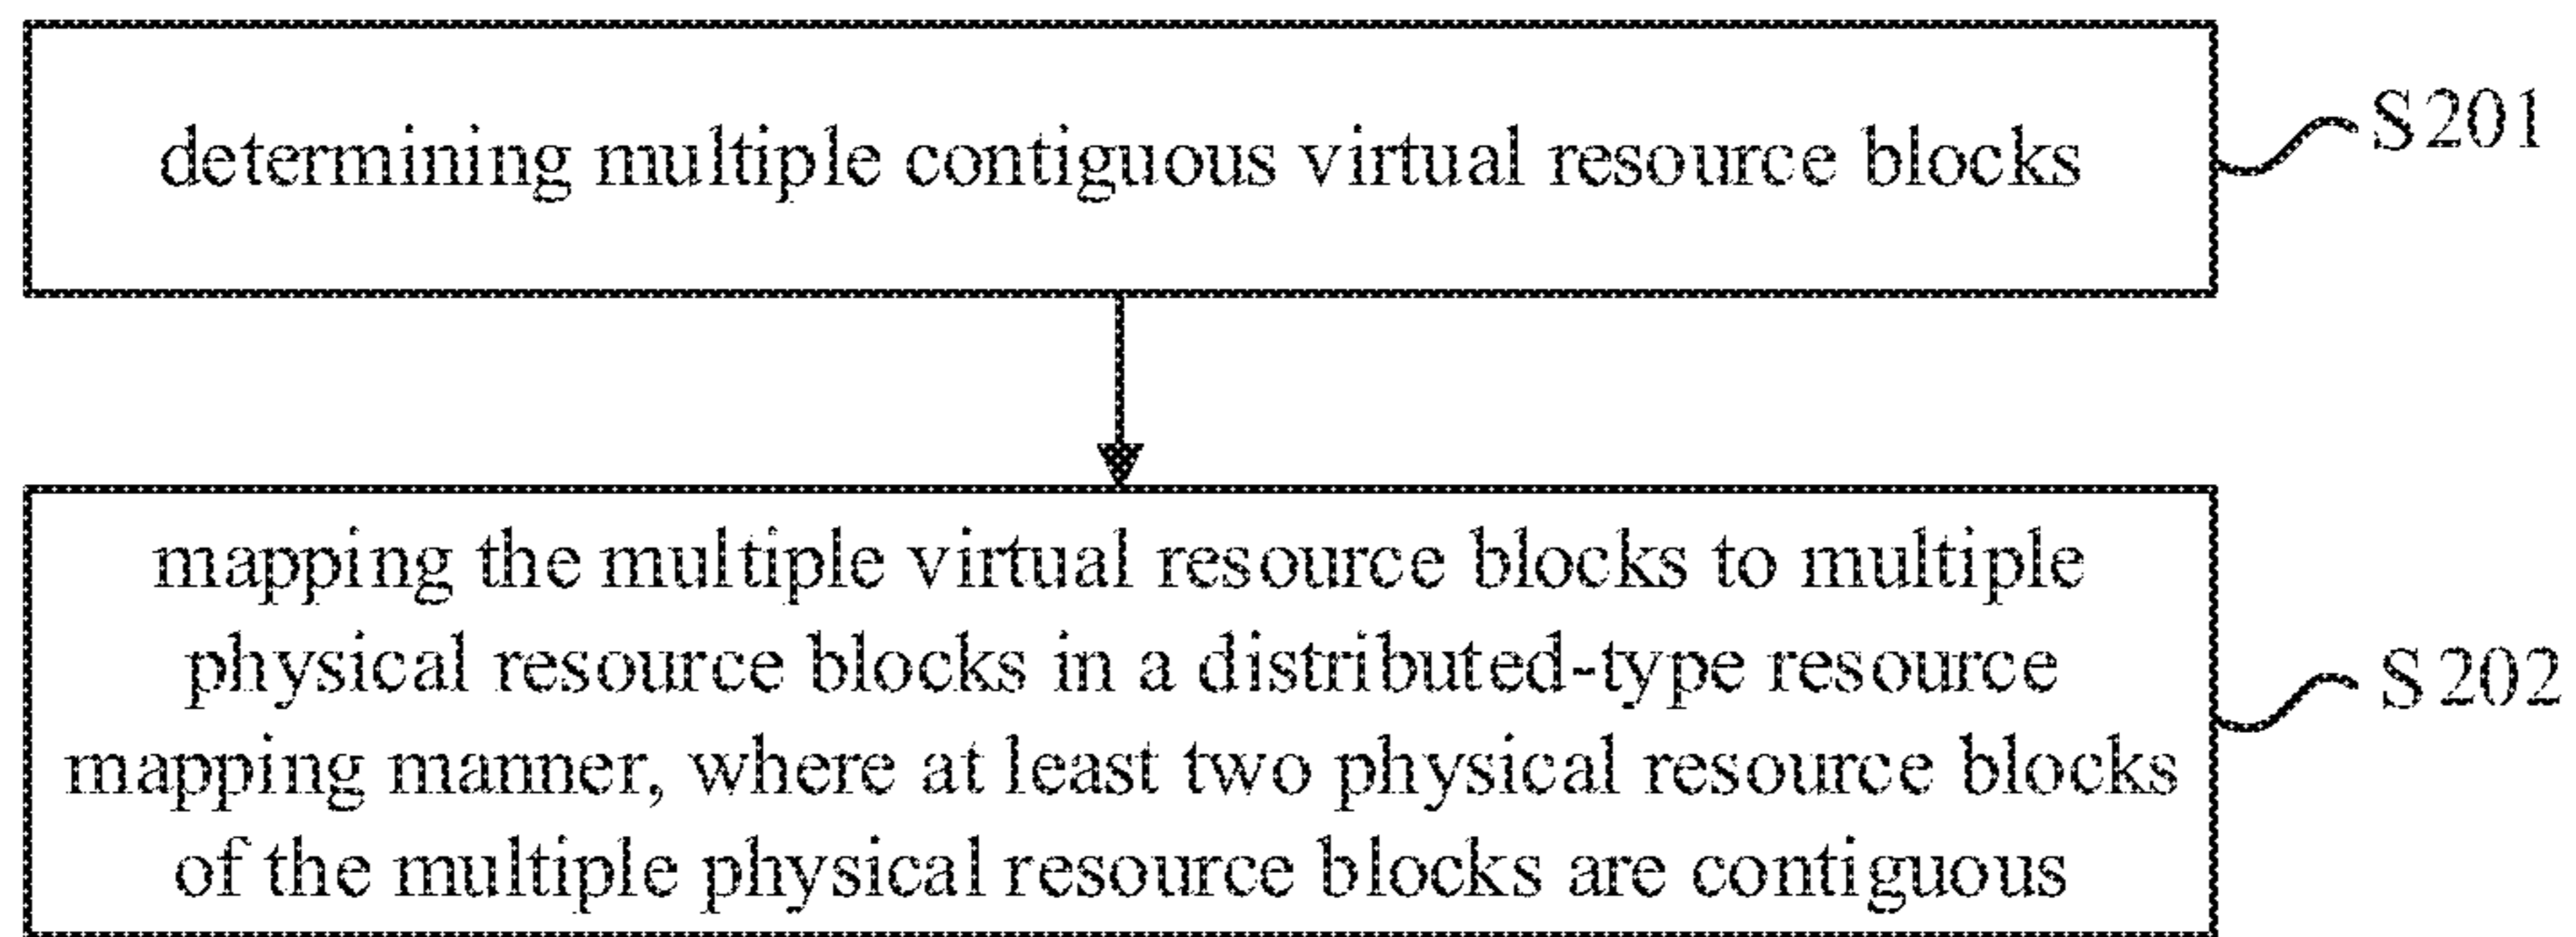 determining multiple contiguous virtual resource blocks
S201
mapping the multiple virtual resource blocks to multiple
physical resource blocks in a distributed-type resource
mapping manner, where at least two physical resource blocks
of the multiple physical resource blocks are contiguous
S202